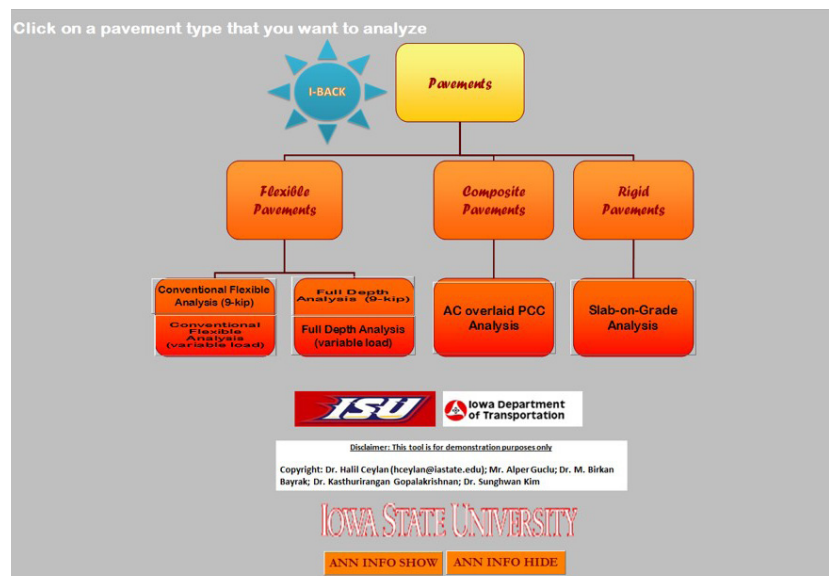 Click on a pavement type that you want to analyze
I-BACK
Pavements
Flexible
Pavements
Composite
Pavements
Rigid
Pavements
Conventional Flexible
Analysis (9-kip)
Conventional
Flexible
Analysis
(variable load)
Full Depth
Analysis (9-kip)
Full Depth Analysis
(variable load)
AC overlaid PCC
Analysis
Slab-on-Grade
Analysis
ISU
Iowa Department
of Transportation
Disclaimer: This tool is for demonstration purposes only
Copyright: Dr. Halil Ceylan (hceylan@iastate.edu); Mr. Alper Guclu; Dr. M. Birkan
Bayrak; Dr. Kasthurirangan Gopalakrishnan; Dr. Sunghwan Kim
IOWA STATE UNIVERSITY
ANN INFO SHOW
ANN INFO HIDE